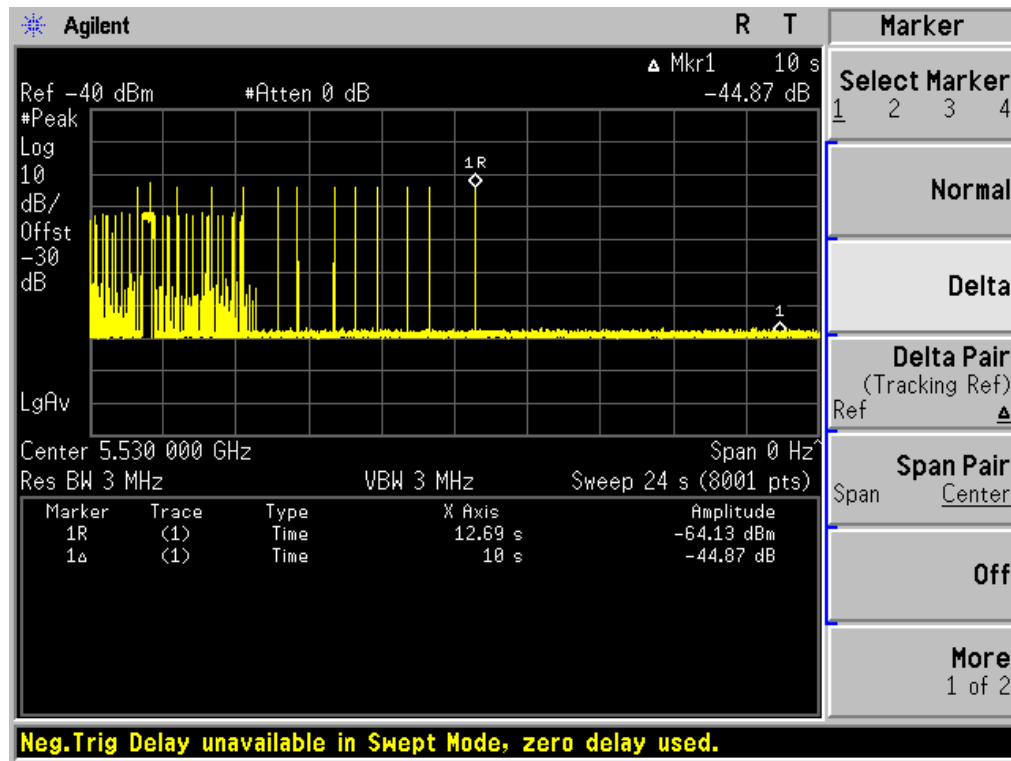 Agilent R T
Δ Mkr1 10 s
Ref -40 dBm #Atten 0 dB -44.87 dB
#Peak
Log
10
dB/
Offst
-30
dB
1R
1
LgAv
Center 5.530 000 GHz Span 0 Hz^
Res BW 3 MHz VBW 3 MHz Sweep 24 s (8001 pts)
Marker Trace Type X Axis Amplitude
1R (1) Time 12.69 s -64.13 dBm
1Δ (1) Time 10 s -44.87 dB
Neg.Trig Delay unavailable in Swept Mode, zero delay used.
Marker
Select Marker
1 2 3 4
Normal
Delta
Delta Pair
(Tracking Ref)
Ref Δ
Span Pair
Span Center
Off
More
1 of 2